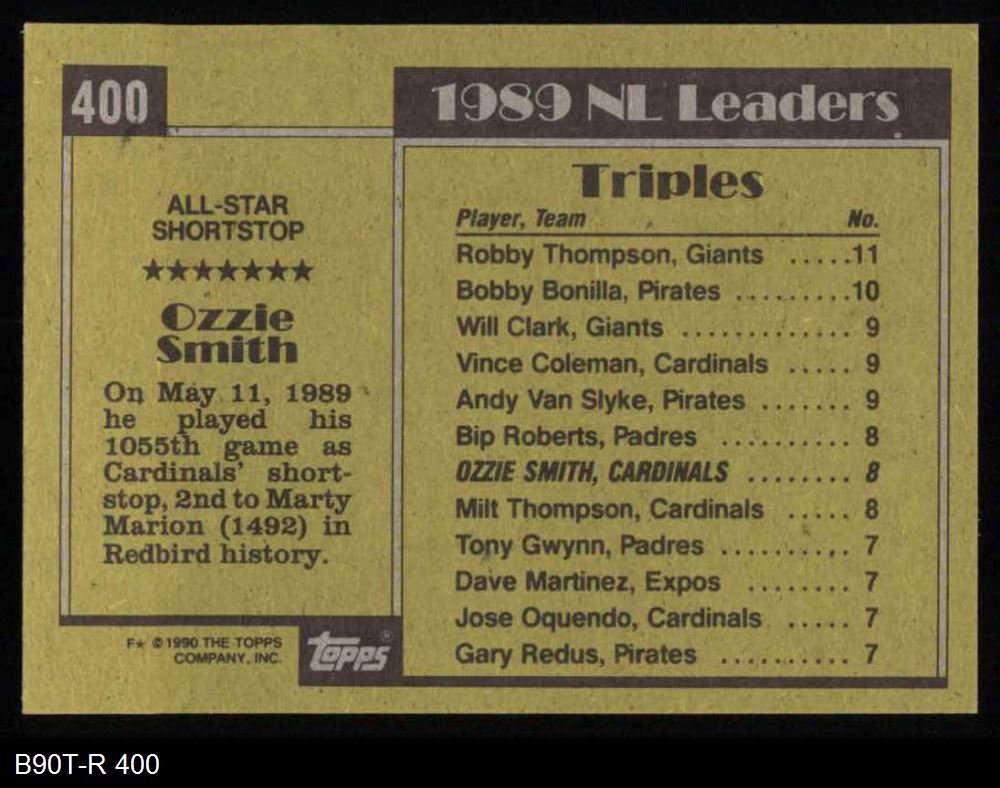 400
ALL-STAR
SHORTSTOP
★★★★★★★
Ozzie
Smith
On May 11, 1989
he played his
1055th game as
Cardinals' short-
stop, 2nd to Marty
Marion (1492) in
Redbird history.
F★ © 1990 THE TOPPS
COMPANY, INC.
topps®
1989 NL Leaders
Triples
Player, Team No.
Robby Thompson, Giants .....11
Bobby Bonilla, Pirates .........10
Will Clark, Giants ............. 9
Vince Coleman, Cardinals ..... 9
Andy Van Slyke, Pirates ....... 9
Bip Roberts, Padres .......... 8
OZZIE SMITH, CARDINALS ........ 8
Milt Thompson, Cardinals ..... 8
Tony Gwynn, Padres .......... 7
Dave Martinez, Expos ........ 7
Jose Oquendo, Cardinals ..... 7
Gary Redus, Pirates .......... 7
B90T-R 400